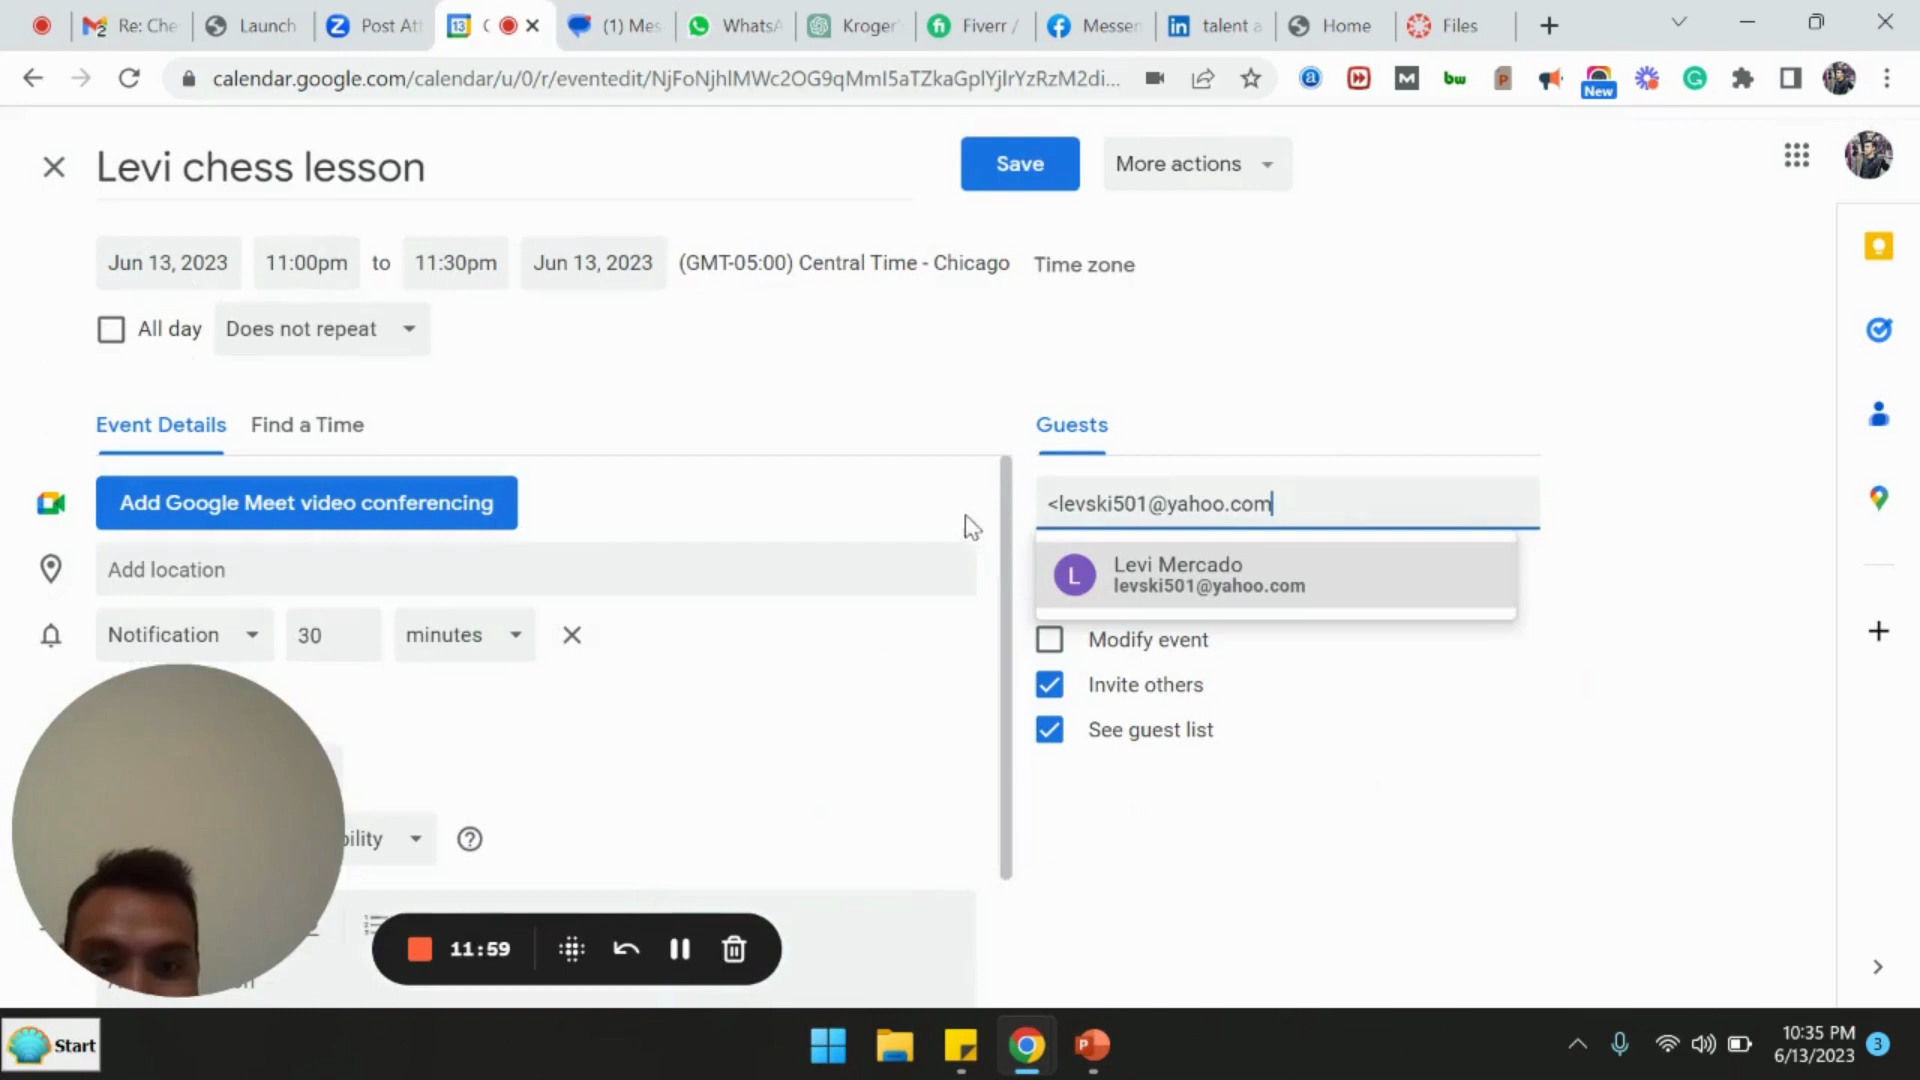 Re: Che
Launch
Post Att
13
(
(1) Mes
WhatsA
Kroger'
Fiverr /
Messen
talent a
Home
Files
calendar.google.com/calendar/u/0/r/eventedit/NjFoNjhlMWc2OG9qMmI5aTZkaGplYjlrYzRzM2di...
New
Levi chess lesson
Save
More actions
Jun 13, 2023
11:00pm
to
11:30pm
Jun 13, 2023
(GMT-05:00) Central Time - Chicago
Time zone
All day
Does not repeat
Event Details
Find a Time
Guests
Add Google Meet video conferencing
<levski501@yahoo.com
Add location
L
Levi Mercado
levski501@yahoo.com
Notification
30
minutes
Modify event
Invite others
See guest list
bility
11:59
Start
10:35 PM
6/13/2023
3